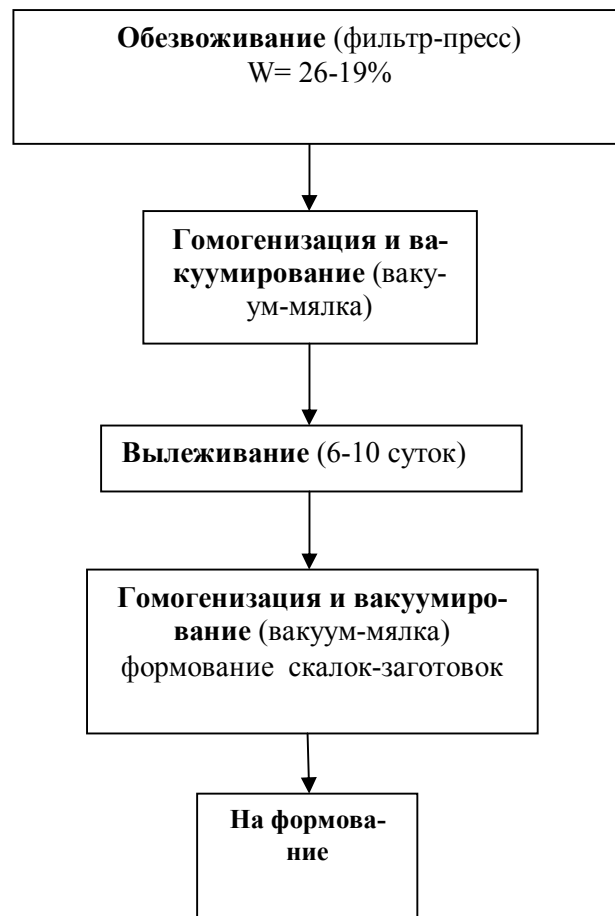 Обезвоживание (фильтр-пресс)
W= 26-19%
Гомогенизация и ва-
куумирование (ваку-
ум-мялка)
Вылеживание (6-10 суток)
Гомогенизация и вакуумиро-
вание (вакуум-мялка)
формование скалок-заготовок
На формова-
ние